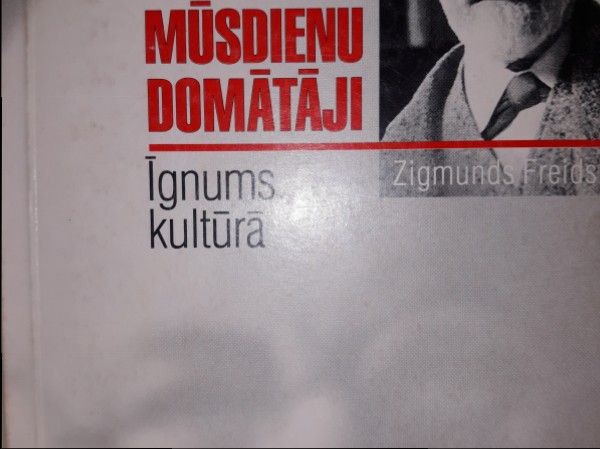 MŪSDIENU
DOMĀTĀJI
Zigmunds Freids
Īgnums
kultūrā